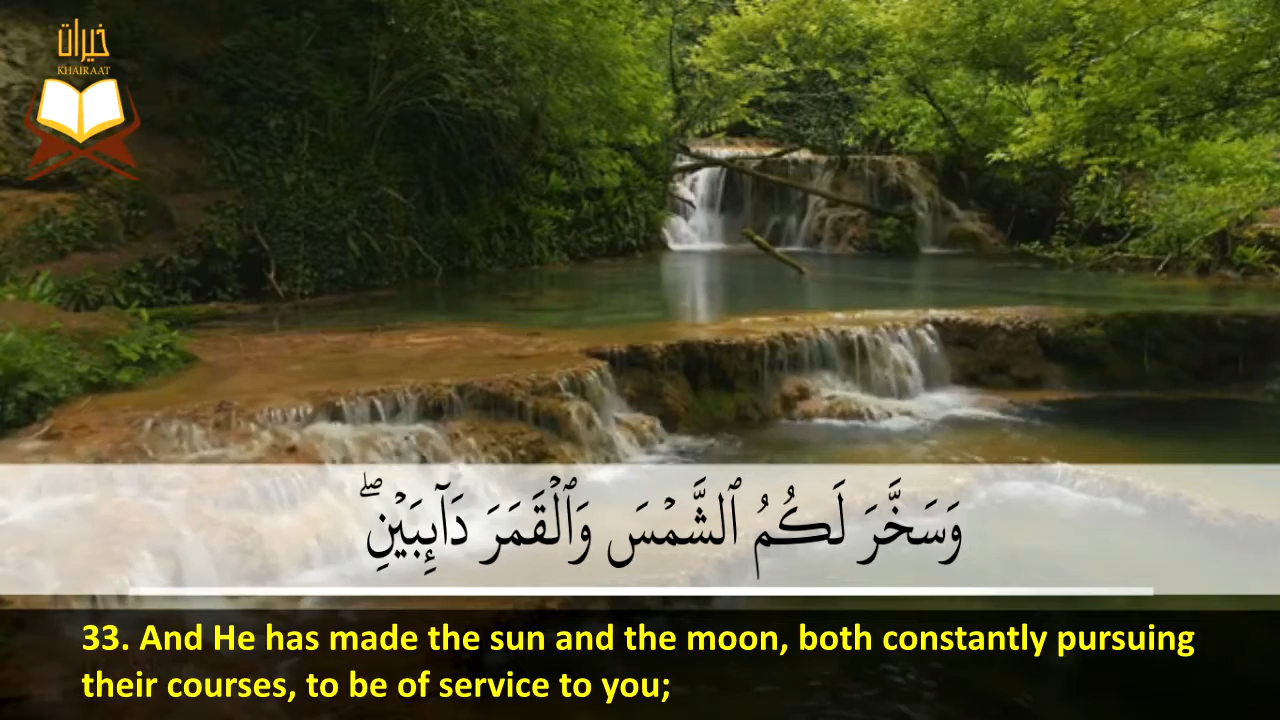 خيرات
KHAIRAAT
وَسَخَّرَ لَكُمُ ٱلشَّمْسَ وَٱلْقَمَرَ دَآئِبَيْنِ ۖ
33. And He has made the sun and the moon, both constantly pursuing
their courses, to be of service to you;